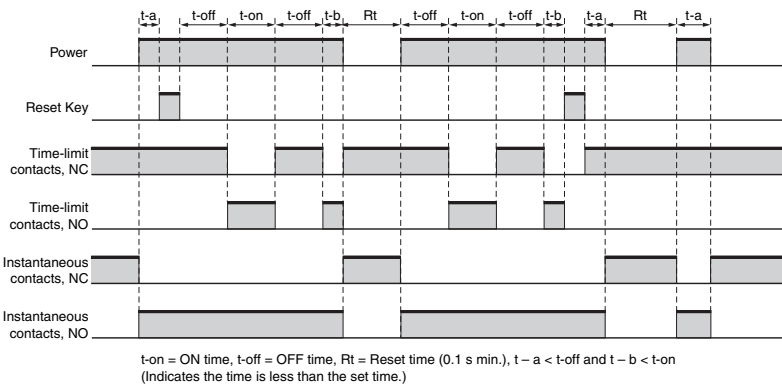 t-a t-off t-on t-off t-b Rt t-off t-on t-off t-b t-a Rt t-a
Power
Reset Key
Time-limit
contacts, NC
Time-limit
contacts, NO
Instantaneous
contacts, NC
Instantaneous
contacts, NO
t-on = ON time, t-off = OFF time, Rt = Reset time (0.1 s min.), t – a < t-off and t – b < t-on
(Indicates the time is less than the set time.)